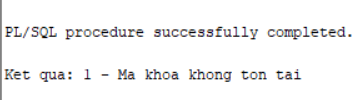 PL/SQL procedure successfully completed.
Ket qua: 1 - Ma khoa khong ton tai